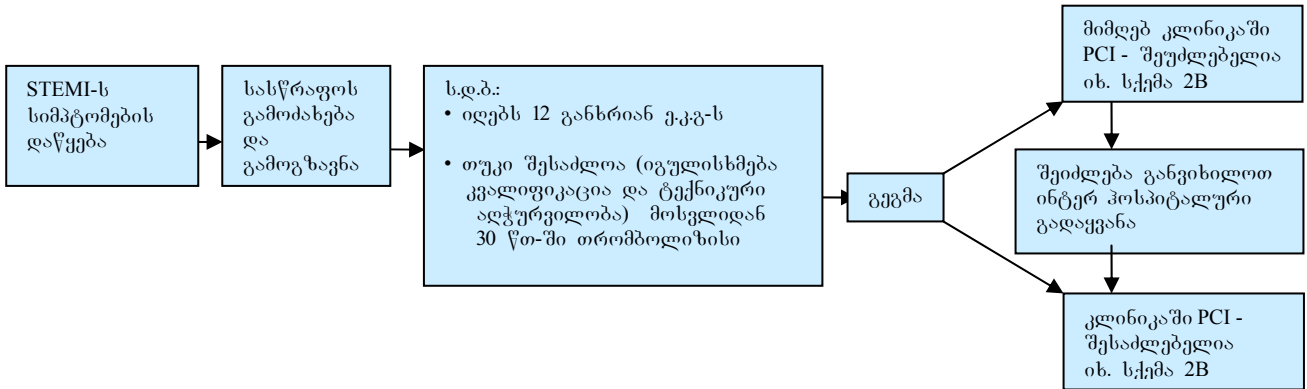 STEMI-ს
სიმპტომების
დაწყება
სასწრაფოს
გამოძახება
და
გამოგზავნა
ს.დ.ბ.:
• იღებს 12 განხრიან ე.კ.გ-ს
• თუკი შესაძლოა (იგულისხმება
კვალიფიკაცია და ტექნიკური
აღჭურვილობა) მოსვლიდან
30 წთ-ში თრომბოლიზისი
გეგმა
მიმღებ კლინიკაში
PCI - შეუძლებელია
იხ. სქემა 2B
შეიძლება განვიხილოთ
ინტერ ჰოსპიტალური
გადაყვანა
კლინიკაში PCI -
შესაძლებელია
იხ. სქემა 2B